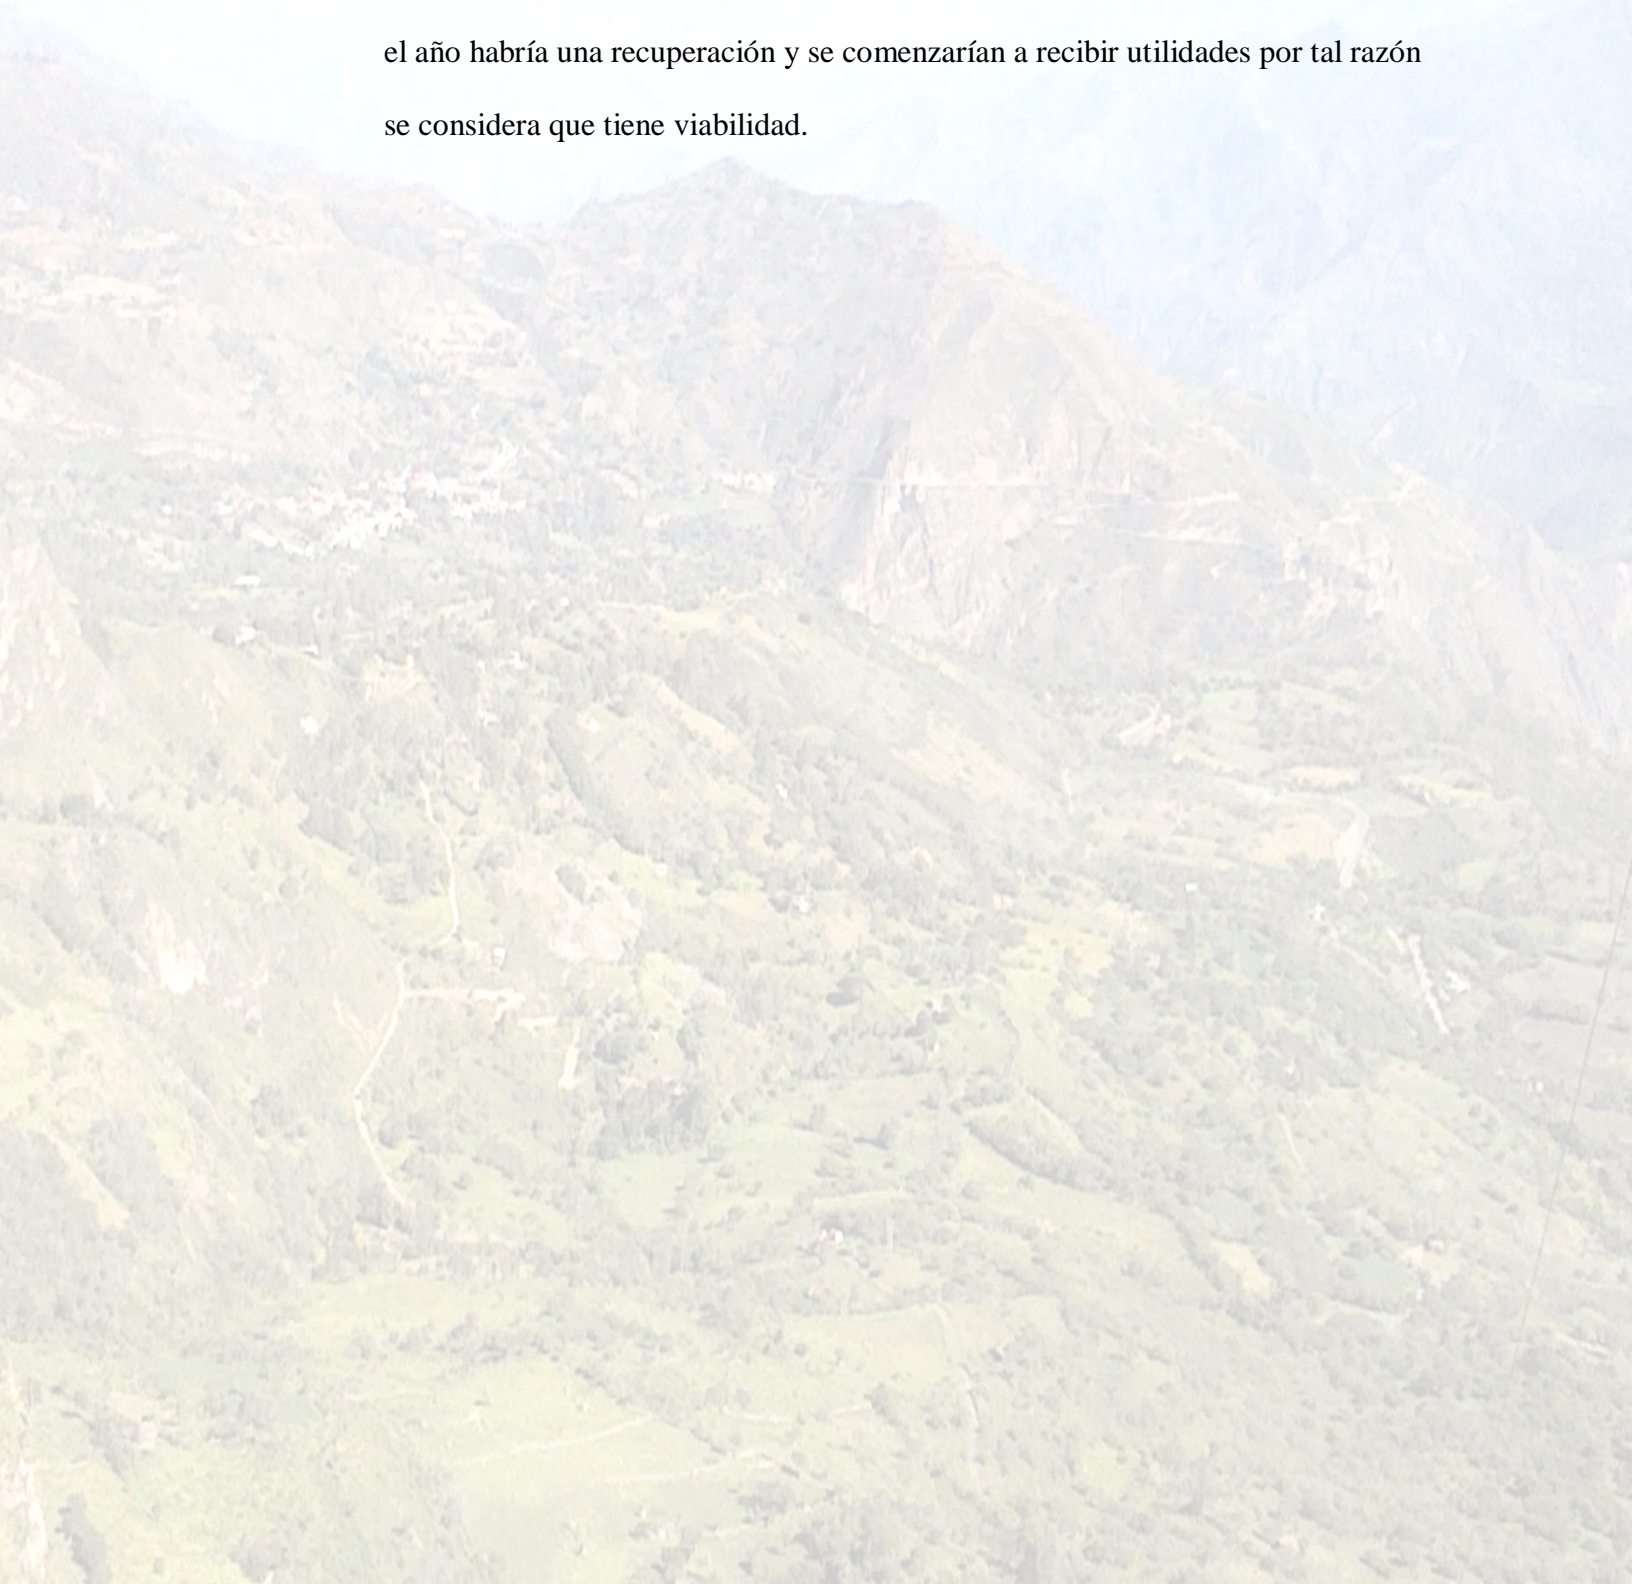 el año habría una recuperación y se comenzarían a recibir utilidades por tal razón
se considera que tiene viabilidad.